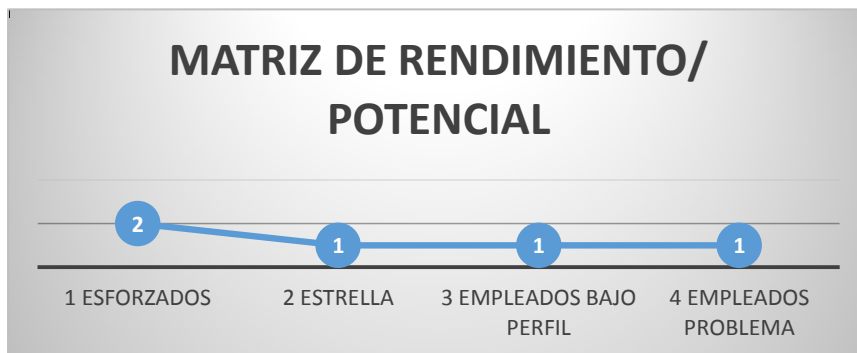 MATRIZ DE RENDIMIENTO/
POTENCIAL
2
1
1
1
1 ESFORZADOS
2 ESTRELLA
3 EMPLEADOS BAJO
PERFIL
4 EMPLEADOS
PROBLEMA